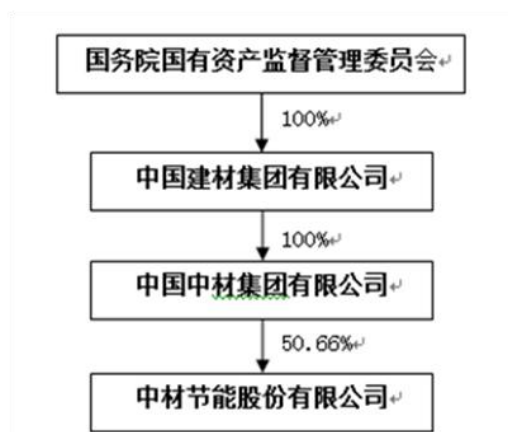 国务院国有资产监督管理委员会
100%
中国建材集团有限公司
100%
中国中材集团有限公司
50.66%
中材节能股份有限公司